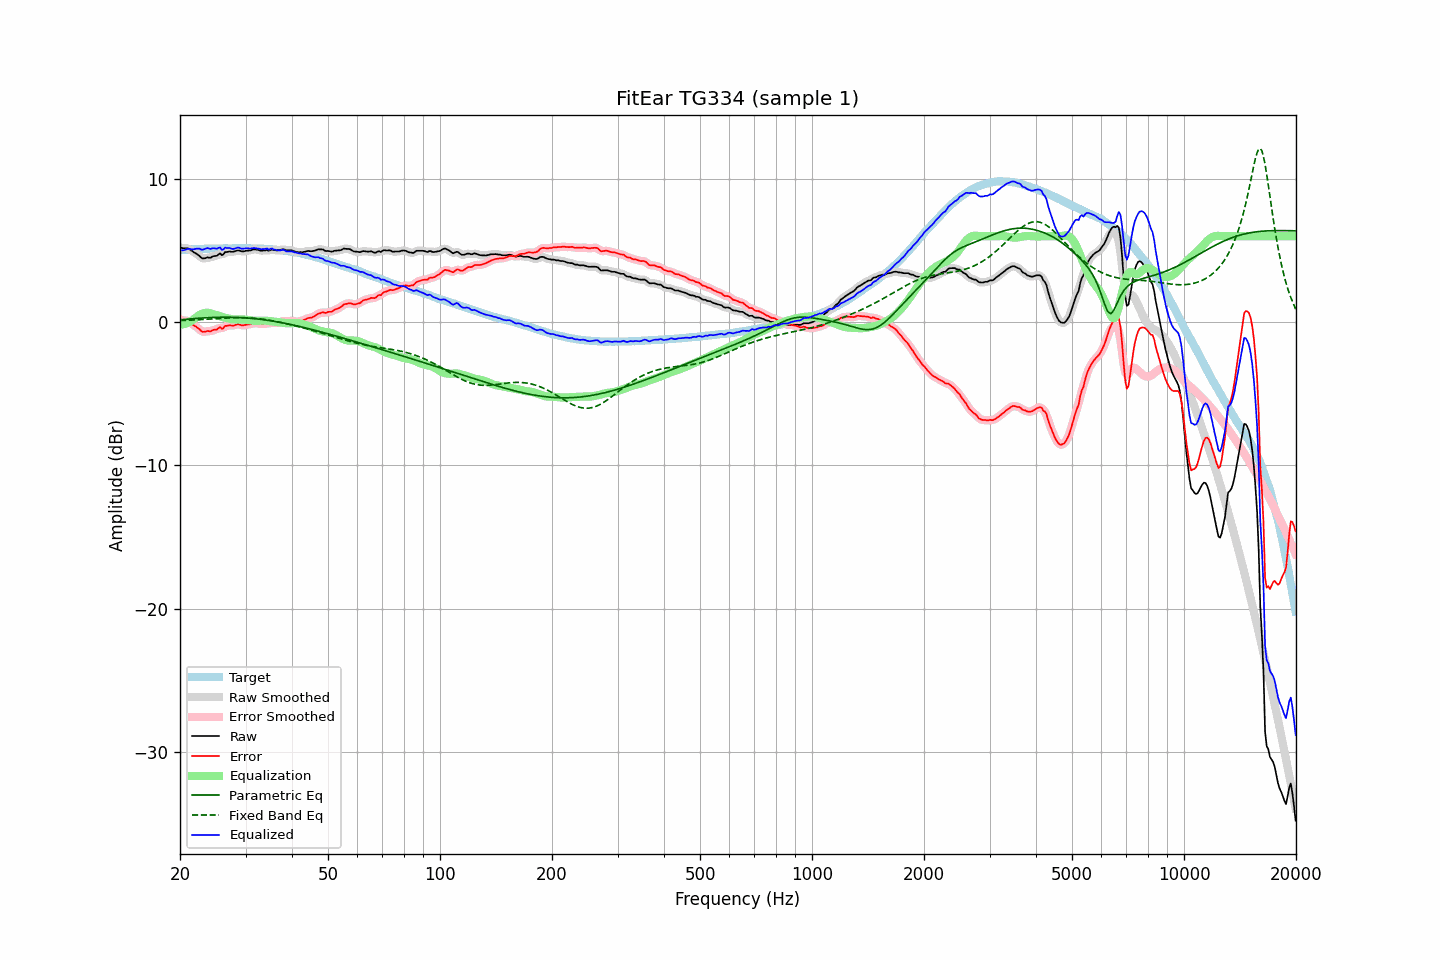 FitEar TG334 (sample 1)
10
0
−10
−20
−30
Amplitude (dBr)
Target
Raw Smoothed
Error Smoothed
Raw
Error
Equalization
Parametric Eq
Fixed Band Eq
Equalized
20 50 100 200 500 1000 2000 5000 10000 20000
Frequency (Hz)